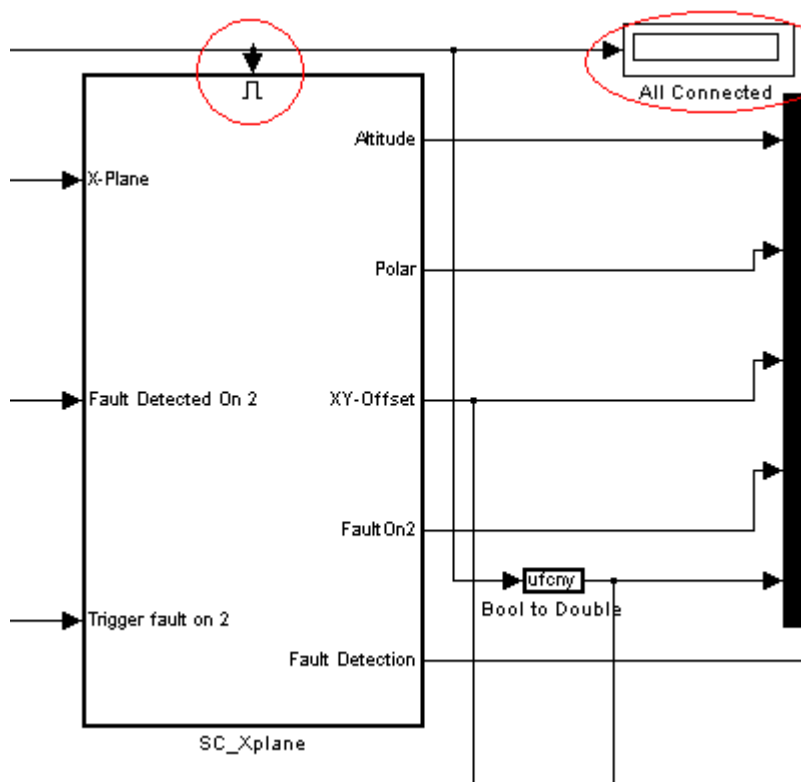 All Connected
Altitude
X-Plane
Polar
Fault Detected On 2
XY-Offset
FaultOn2
ufcny
Bool to Double
Trigger fault on 2
Fault Detection
SC_Xplane